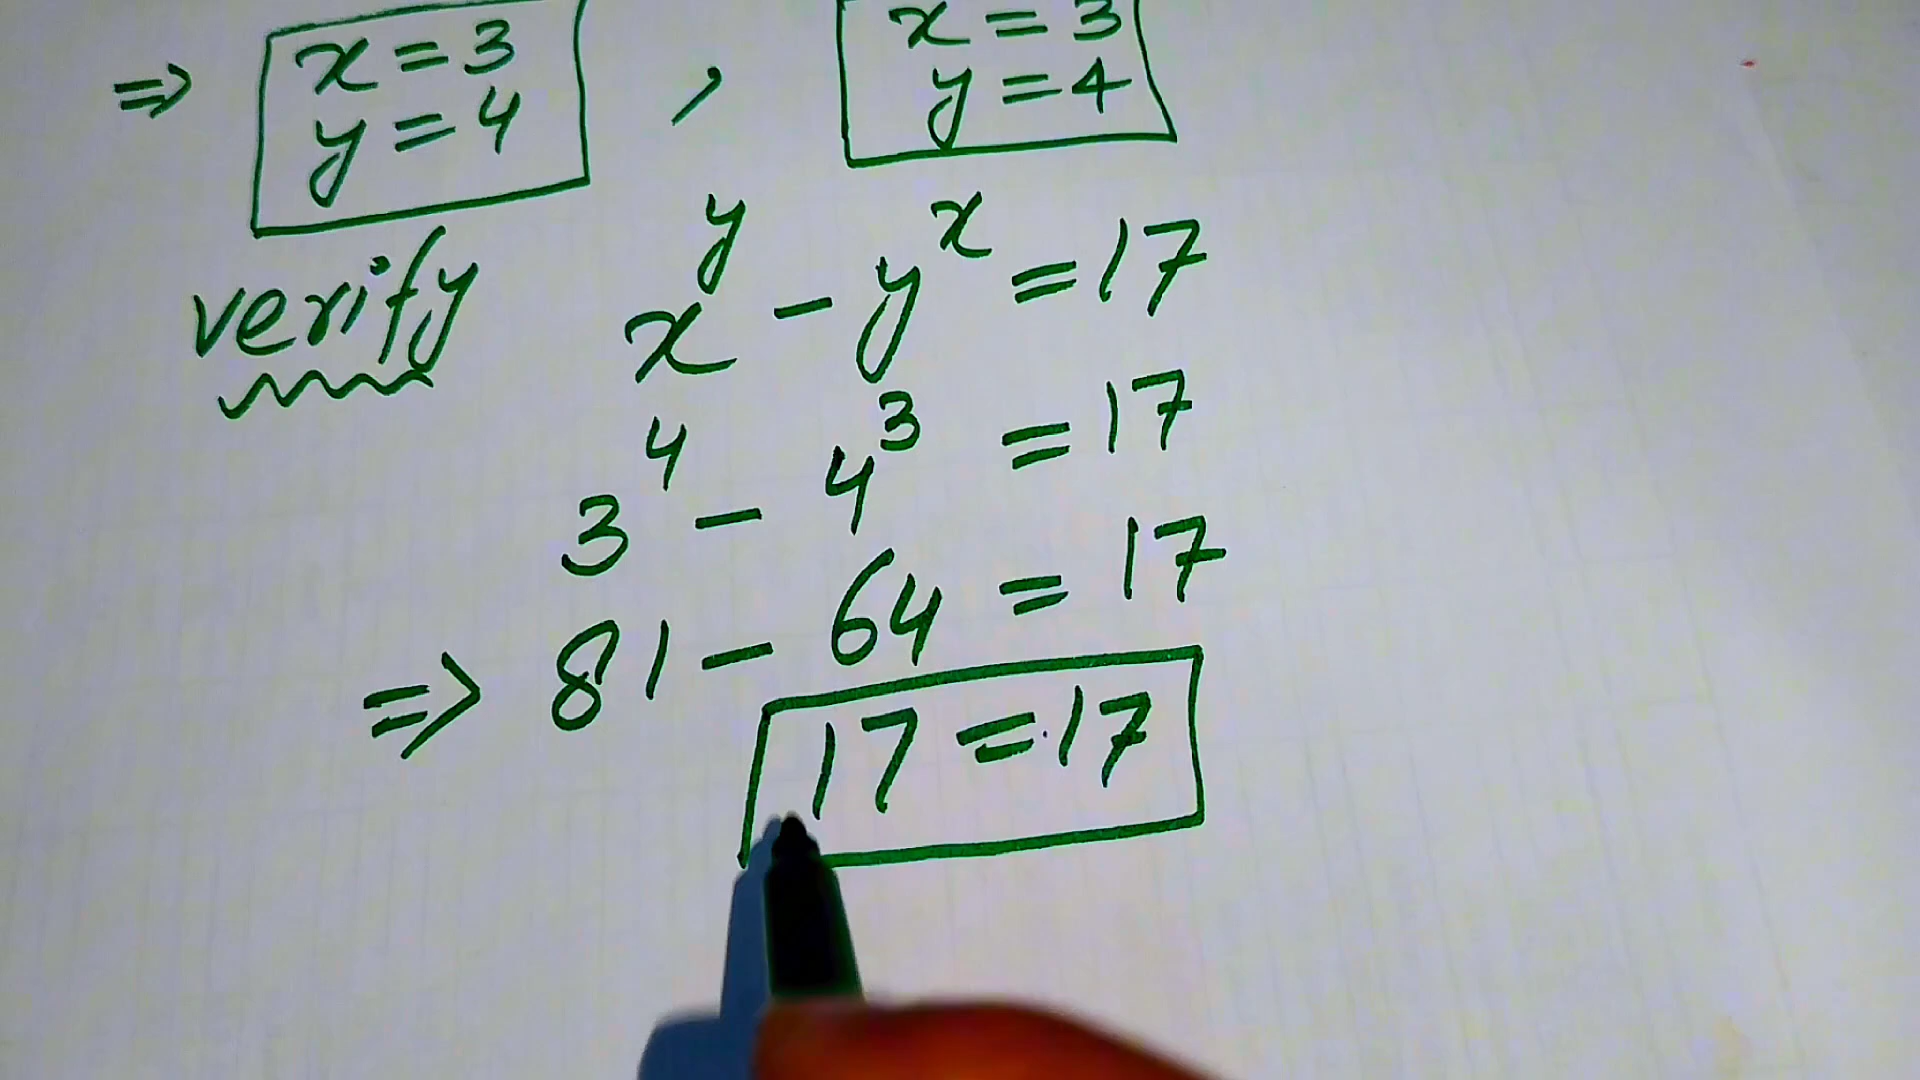 ⇒ x = 3 , x = 3
y = 4 y = 4
verify x^y - y^x = 17
3^4 - 4^3 = 17
⇒ 81 - 64 = 17
17 = 17